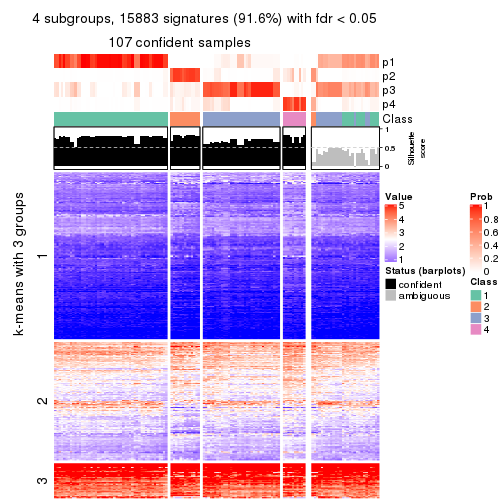 4 subgroups, 15883 signatures (91.6%) with fdr < 0.05
107 confident samples
p1
p2
p3
p4
Class
1
0.5
0
Silhouette
score
k-means with 3 groups
1
2
3
Value
5
4
3
2
1
Status (barplots)
confident
ambiguous
Prob
1
0.8
0.6
0.4
0.2
0
Class
1
2
3
4